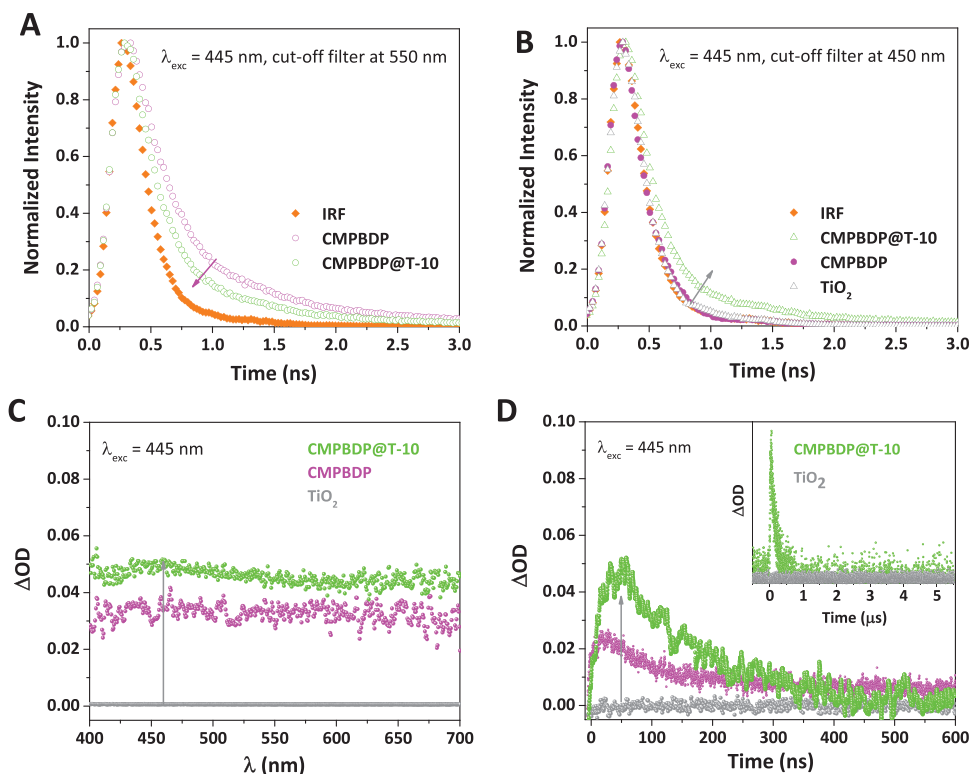 A
λexc = 445 nm, cut-off filter at 550 nm
Normalized Intensity
1.0
0.8
0.6
0.4
0.2
0.0
IRF
CMPBDP
CMPBDP@T-10
0.0 0.5 1.0 1.5 2.0 2.5 3.0
Time (ns)
B
λexc = 445 nm, cut-off filter at 450 nm
Normalized Intensity
1.0
0.8
0.6
0.4
0.2
0.0
IRF
CMPBDP@T-10
CMPBDP
TiO2
0.0 0.5 1.0 1.5 2.0 2.5 3.0
Time (ns)
C
λexc = 445 nm
CMPBDP@T-10
CMPBDP
TiO2
ΔOD
0.10
0.08
0.06
0.04
0.02
0.00
400 450 500 550 600 650 700
λ (nm)
D
λexc = 445 nm
ΔOD
0.10
0.08
0.06
0.04
0.02
0.00
CMPBDP@T-10
TiO2
ΔOD
0 1 2 3 4 5
Time (μs)
0 100 200 300 400 500 600
Time (ns)